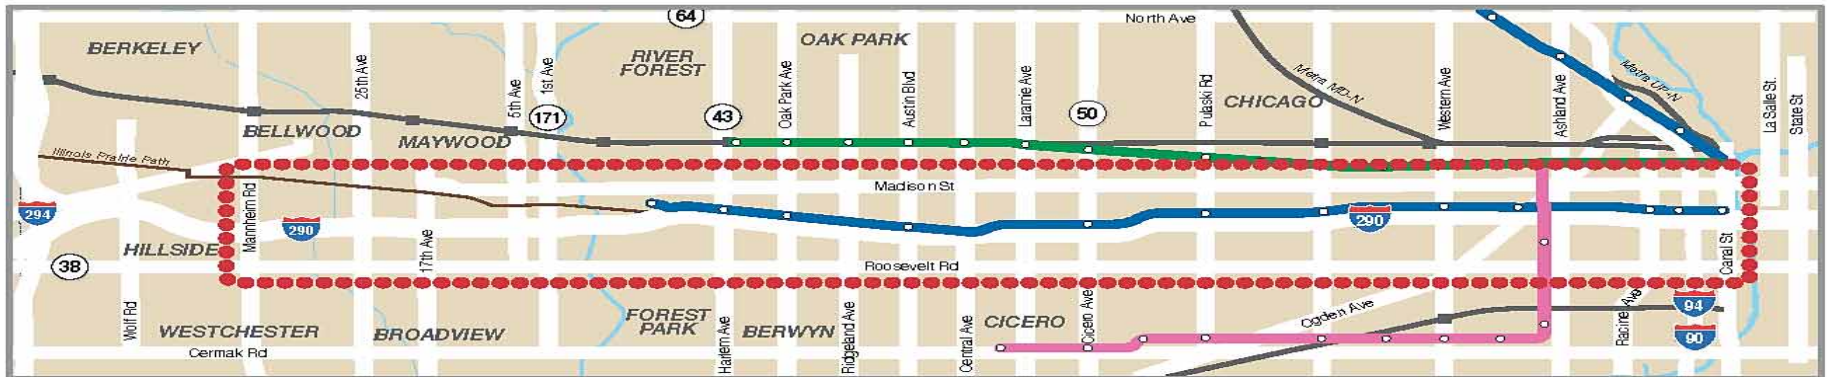 64
North Ave
BERKELEY
OAK PARK
RIVER
FOREST
25th Ave
5th Ave
1st Ave
Oak Park Ave
Austin Blvd
Laramie Ave
Pulaski Rd
Metra MD-N
Western Ave
Ashland Ave
Metra UP-N
La Salle St.
State St
CHICAGO
171
43
50
BELLWOOD
MAYWOOD
Illinois Prairie Path
Madison St
294
Mannheim Rd
290
290
HILLSIDE
17th Ave
Canal St
38
Roosevelt Rd
Wolf Rd
WESTCHESTER
BROADVIEW
FOREST
PARK
Harlem Ave
BERWYN
Ridgeland Ave
Central Ave
CICERO
Cicero Ave
Ogden Ave
Racine Ave
94
90
Cermak Rd